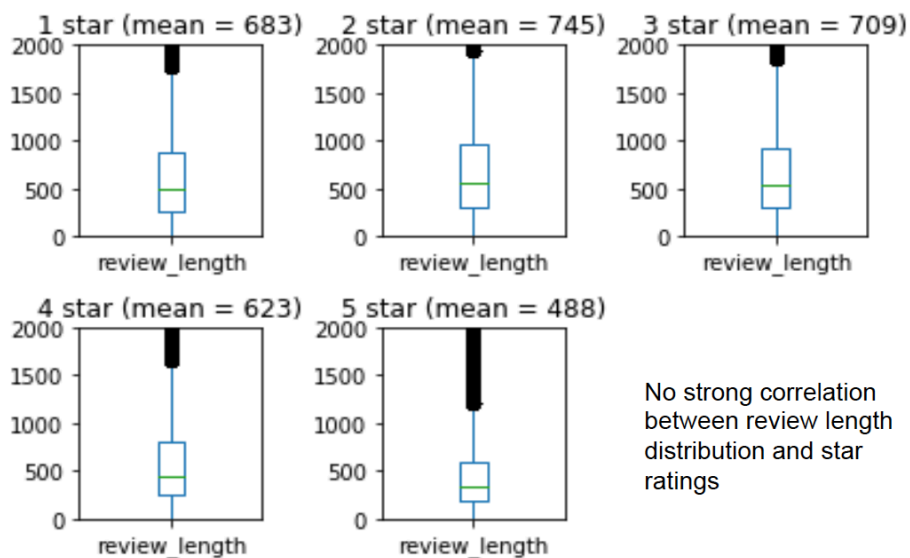 1 star (mean = 683)
2000
1500
1000
500
0
review_length
2 star (mean = 745)
2000
1500
1000
500
0
review_length
3 star (mean = 709)
2000
1500
1000
500
0
review_length
4 star (mean = 623)
2000
1500
1000
500
0
review_length
5 star (mean = 488)
2000
1500
1000
500
0
review_length
No strong correlation
between review length
distribution and star
ratings